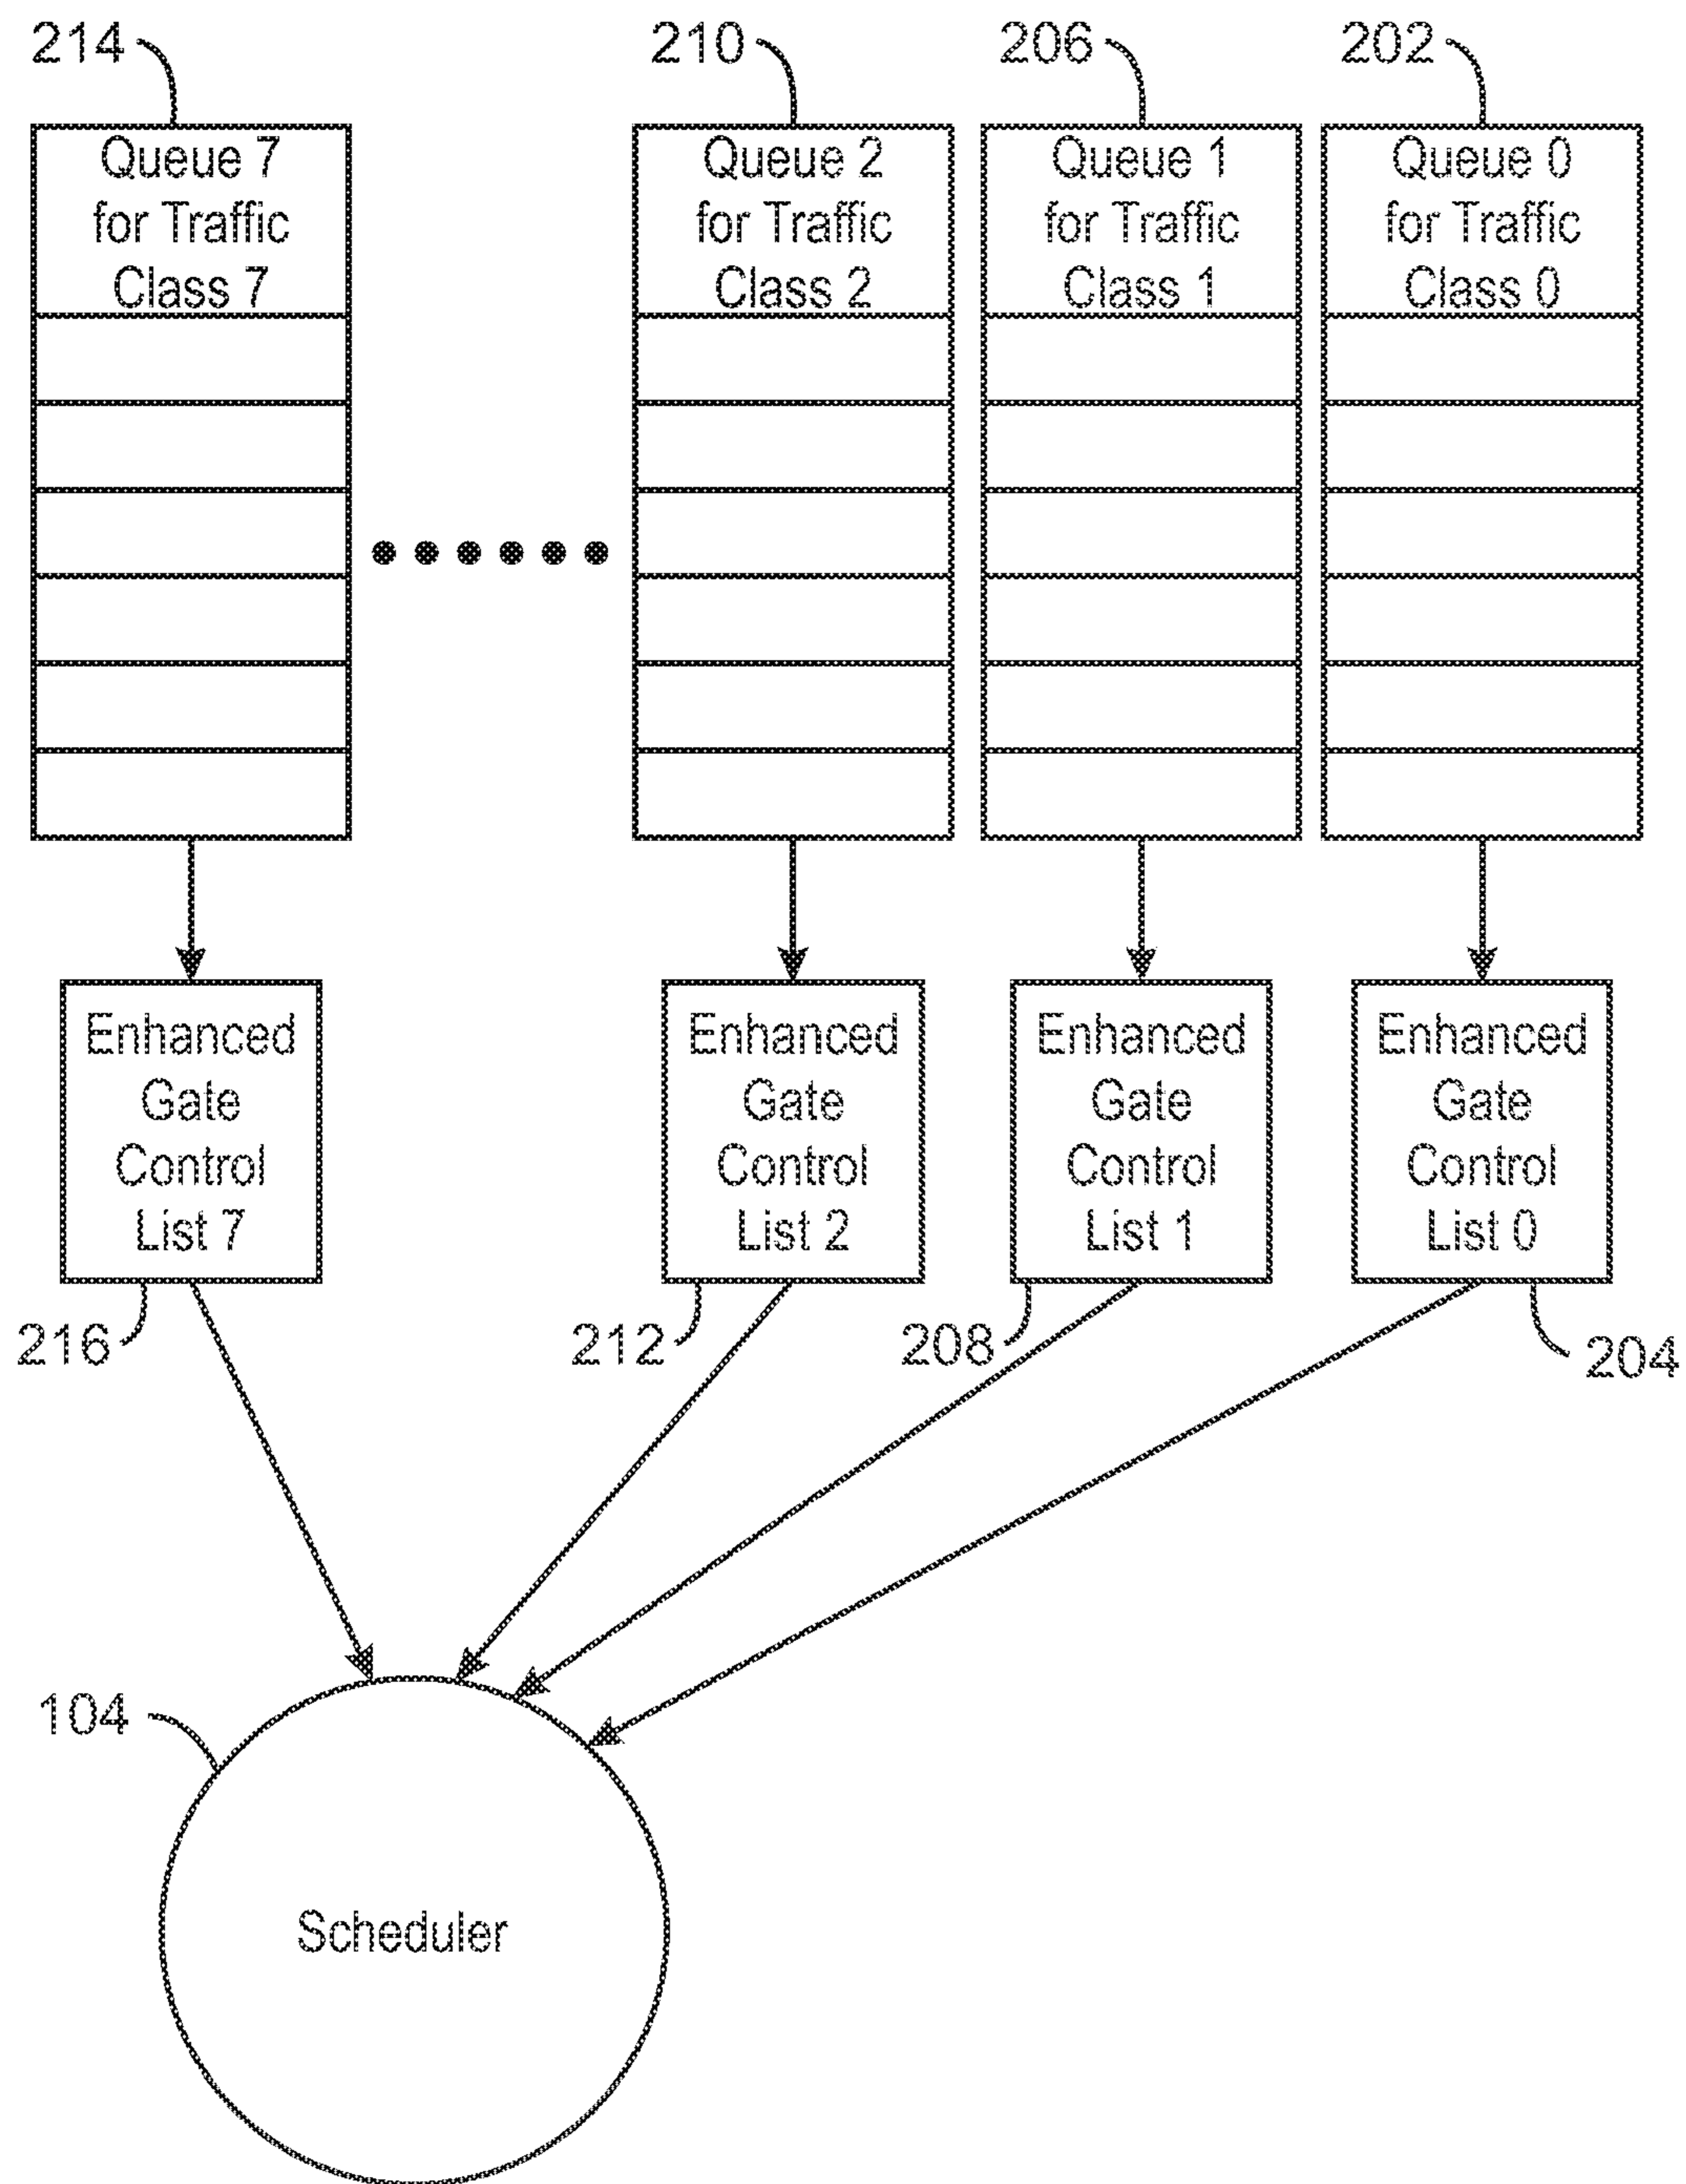 214
210
206
202
Queue 7
for Traffic
Class 7
Queue 2
for Traffic
Class 2
Queue 1
for Traffic
Class 1
Queue 0
for Traffic
Class 0
Enhanced
Gate
Control
List 7
Enhanced
Gate
Control
List 2
Enhanced
Gate
Control
List 1
Enhanced
Gate
Control
List 0
216
212
208
204
104
Scheduler